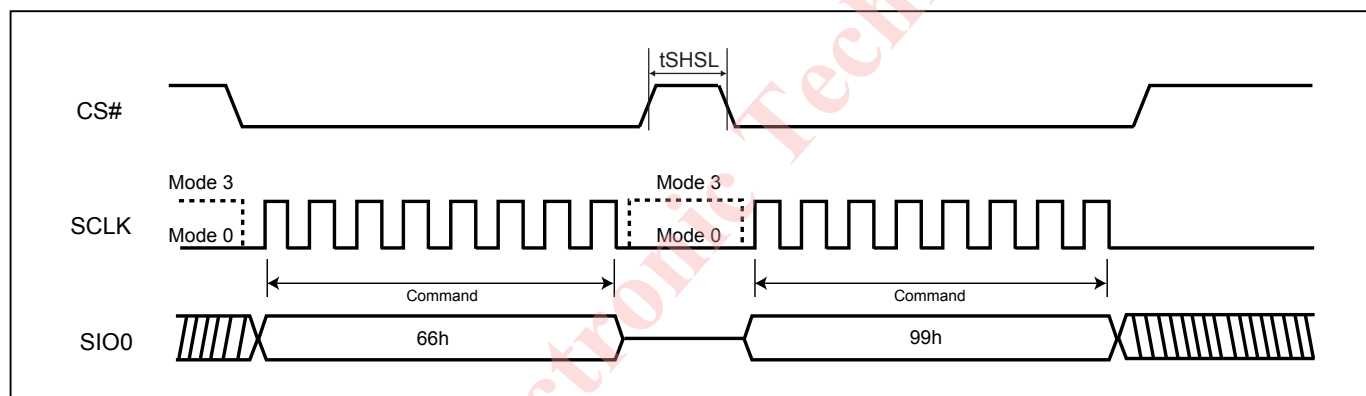 tSHSL
CS#
Mode 3 Mode 3
SCLK
Mode 0 Mode 0
Command Command
SIO0 66h 99h